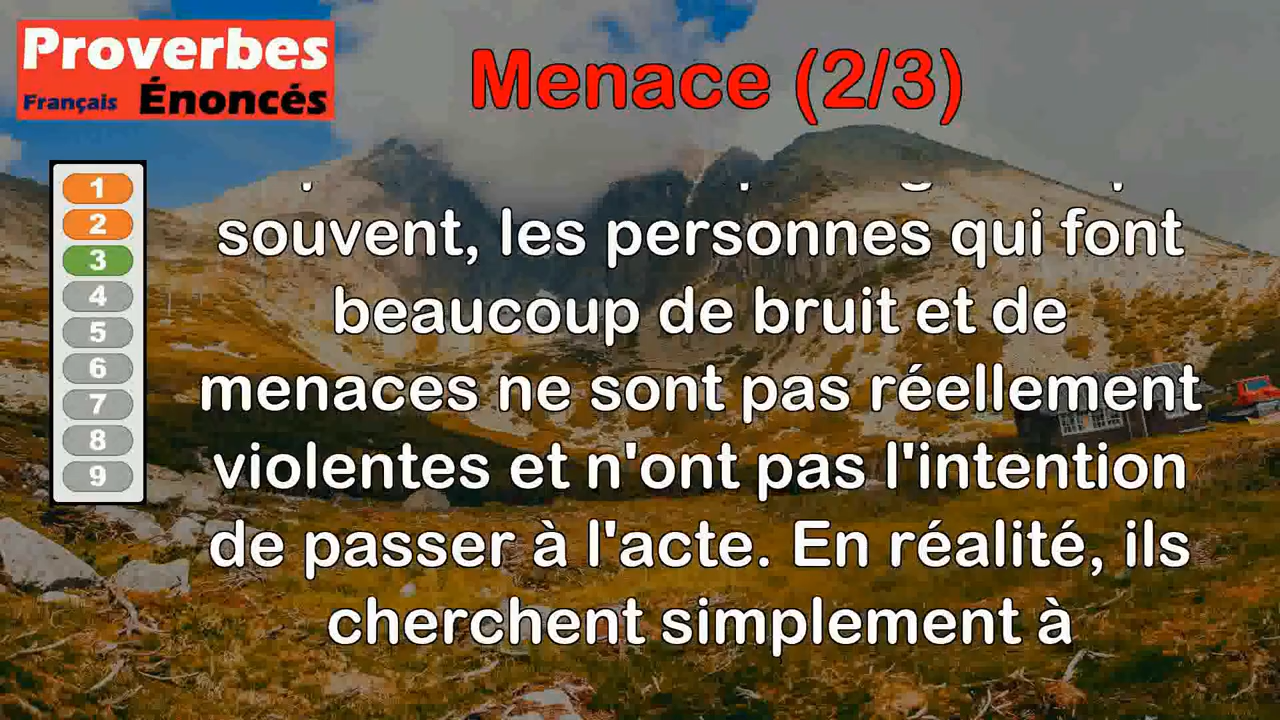 Proverbes
Français Énoncés
Menace (2/3)
1
2
3
4
5
6
7
8
9
souvent, les personnes qui font
beaucoup de bruit et de
menaces ne sont pas réellement
violentes et n'ont pas l'intention
de passer à l'acte. En réalité, ils
cherchent simplement à